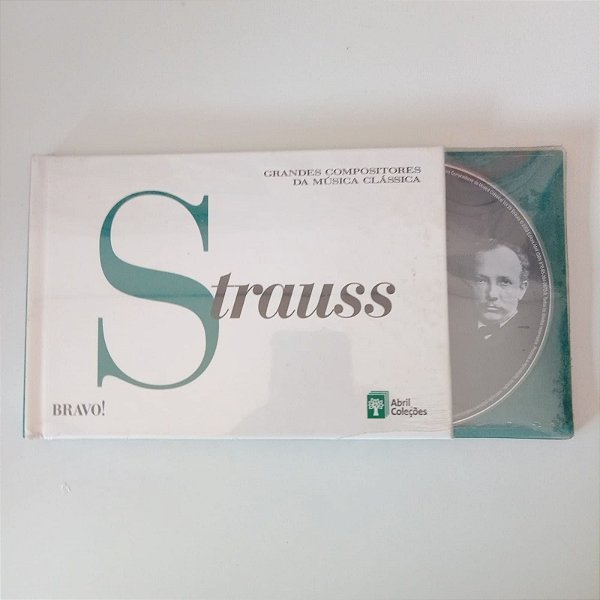 GRANDES COMPOSITORES
DA MÚSICA CLÁSSICA
Strauss
BRAVO!
Abril
Coleções